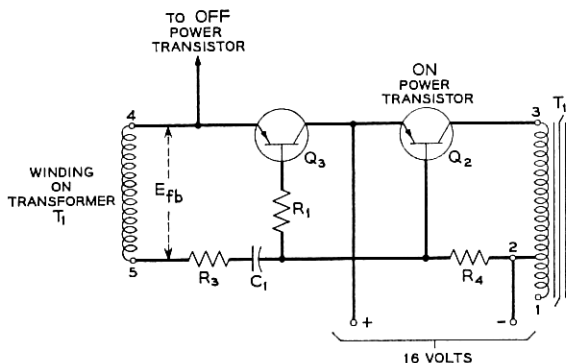 TO OFF
POWER
TRANSISTOR
ON
POWER
TRANSISTOR
T1
4
3
WINDING
ON
TRANSFORMER
T1
Efb
Q3
Q2
R1
5
R3
C1
R4
2
1
+
−
16 VOLTS